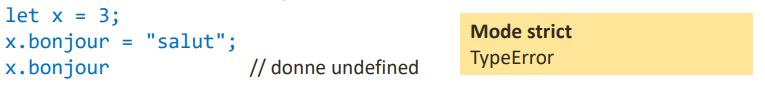 let x = 3;
x.bonjour = "salut";
x.bonjour // donne undefined
Mode strict
TypeError